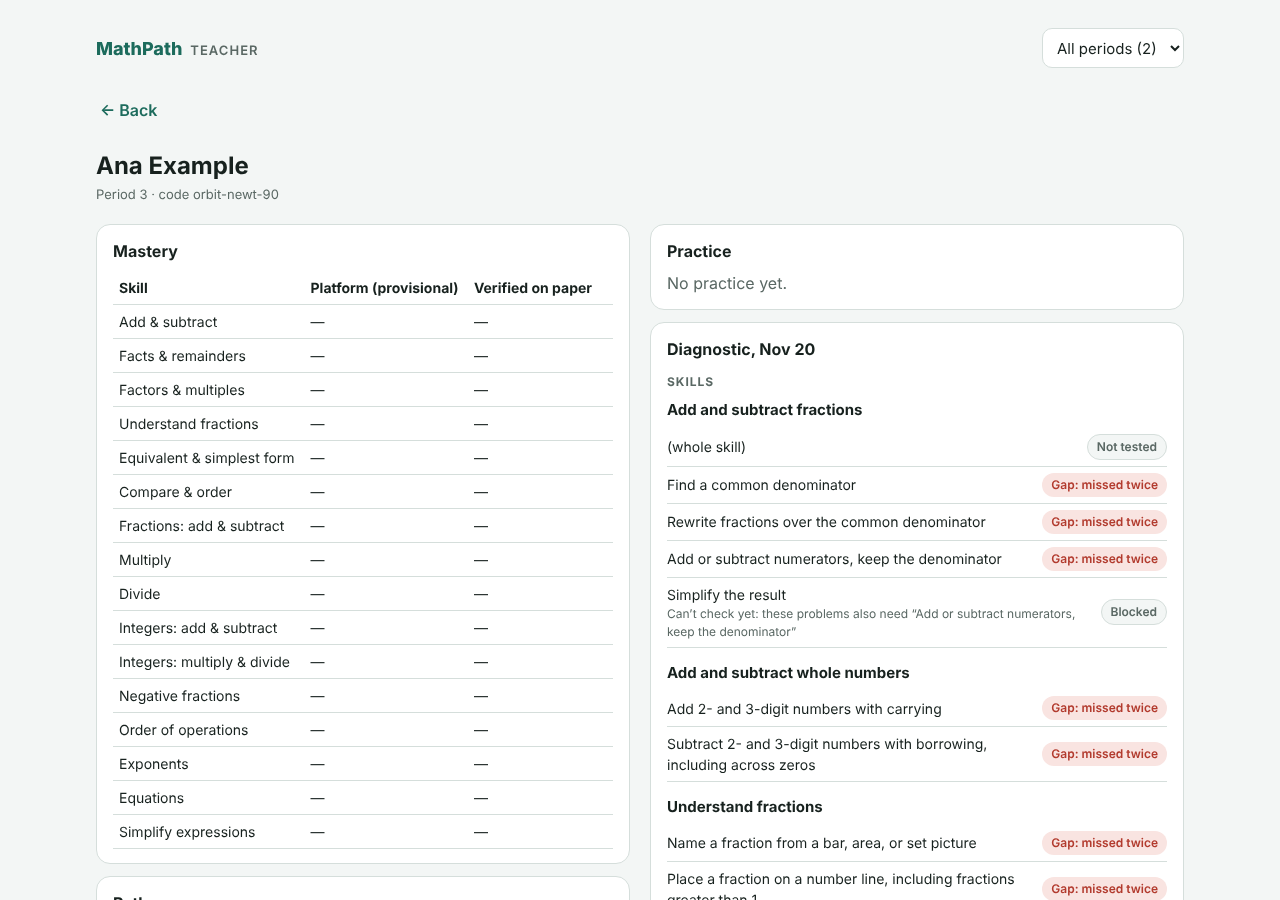 MathPath TEACHER
All periods (2)
← Back
Ana Example
Period 3 · code orbit-newt-90
Mastery
Skill Platform (provisional) Verified on paper
Add & subtract — —
Facts & remainders — —
Factors & multiples — —
Understand fractions — —
Equivalent & simplest form — —
Compare & order — —
Fractions: add & subtract — —
Multiply — —
Divide — —
Integers: add & subtract — —
Integers: multiply & divide — —
Negative fractions — —
Order of operations — —
Exponents — —
Equations — —
Simplify expressions — —
Practice
No practice yet.
Diagnostic, Nov 20
SKILLS
Add and subtract fractions
(whole skill) Not tested
Find a common denominator Gap: missed twice
Rewrite fractions over the common denominator Gap: missed twice
Add or subtract numerators, keep the denominator Gap: missed twice
Simplify the result
Can’t check yet: these problems also need “Add or subtract numerators,
keep the denominator”
Blocked
Add and subtract whole numbers
Add 2- and 3-digit numbers with carrying Gap: missed twice
Subtract 2- and 3-digit numbers with borrowing,
including across zeros
Gap: missed twice
Understand fractions
Name a fraction from a bar, area, or set picture Gap: missed twice
Place a fraction on a number line, including fractions
greater than 1
Gap: missed twice